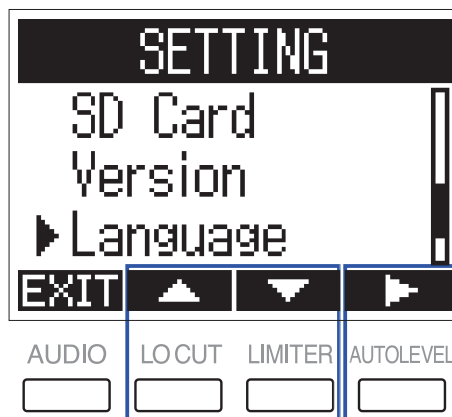 SETTING
SD Card
Version
Language
EXIT
AUDIO LO CUT LIMITER AUTOLEVEL